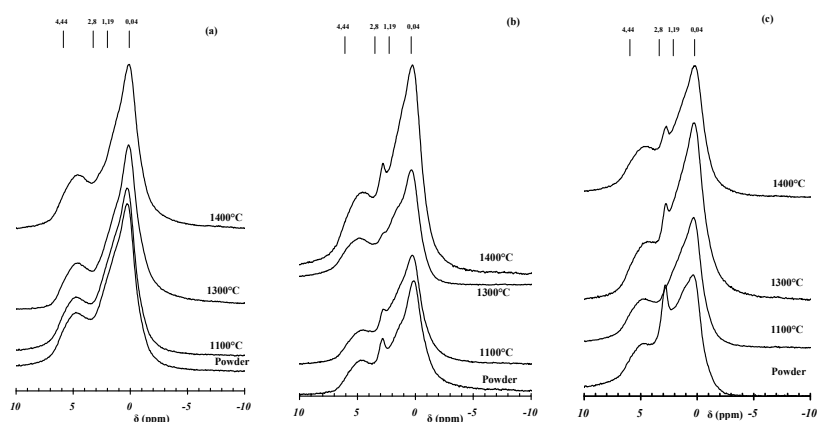 4,44 2,8 1,19 0,04 (a)
1400°C
1300°C
1100°C
Powder
10 5 0 -5 -10
δ (ppm)
4,44 2,8 1,19 0,04 (b)
1400°C
1300°C
1100°C
Powder
10 5 0 -5 -10
δ (ppm)
4,44 2,8 1,19 0,04 (c)
1400°C
1300°C
1100°C
Powder
10 5 0 δ (ppm) -5 -10